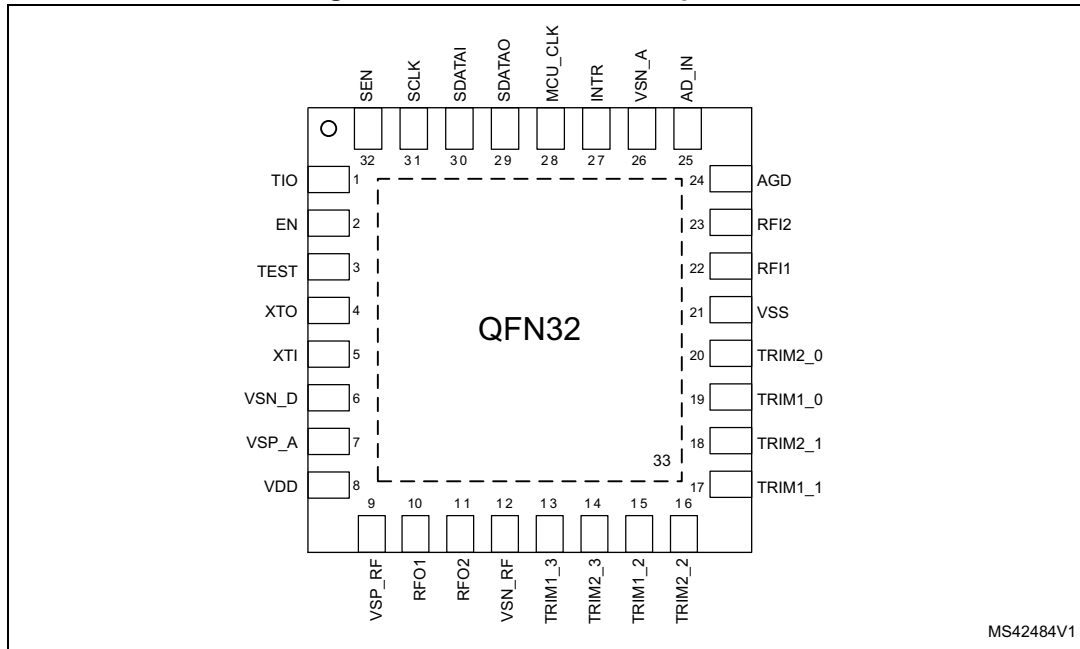 SEN
SCLK
SDATAI
SDATAO
MCU_CLK
INTR
VSN_A
AD_IN
32 31 30 29 28 27 26 25
TIO 1
EN 2
TEST 3
XTO 4
XTI 5
VSN_D 6
VSP_A 7
VDD 8
QFN32
24 AGD
23 RFI2
22 RFI1
21 VSS
20 TRIM2_0
19 TRIM1_0
18 TRIM2_1
17 TRIM1_1
33
9 10 11 12 13 14 15 16
VSP_RF
RFO1
RFO2
VSN_RF
TRIM1_3
TRIM2_3
TRIM1_2
TRIM2_2
MS42484V1